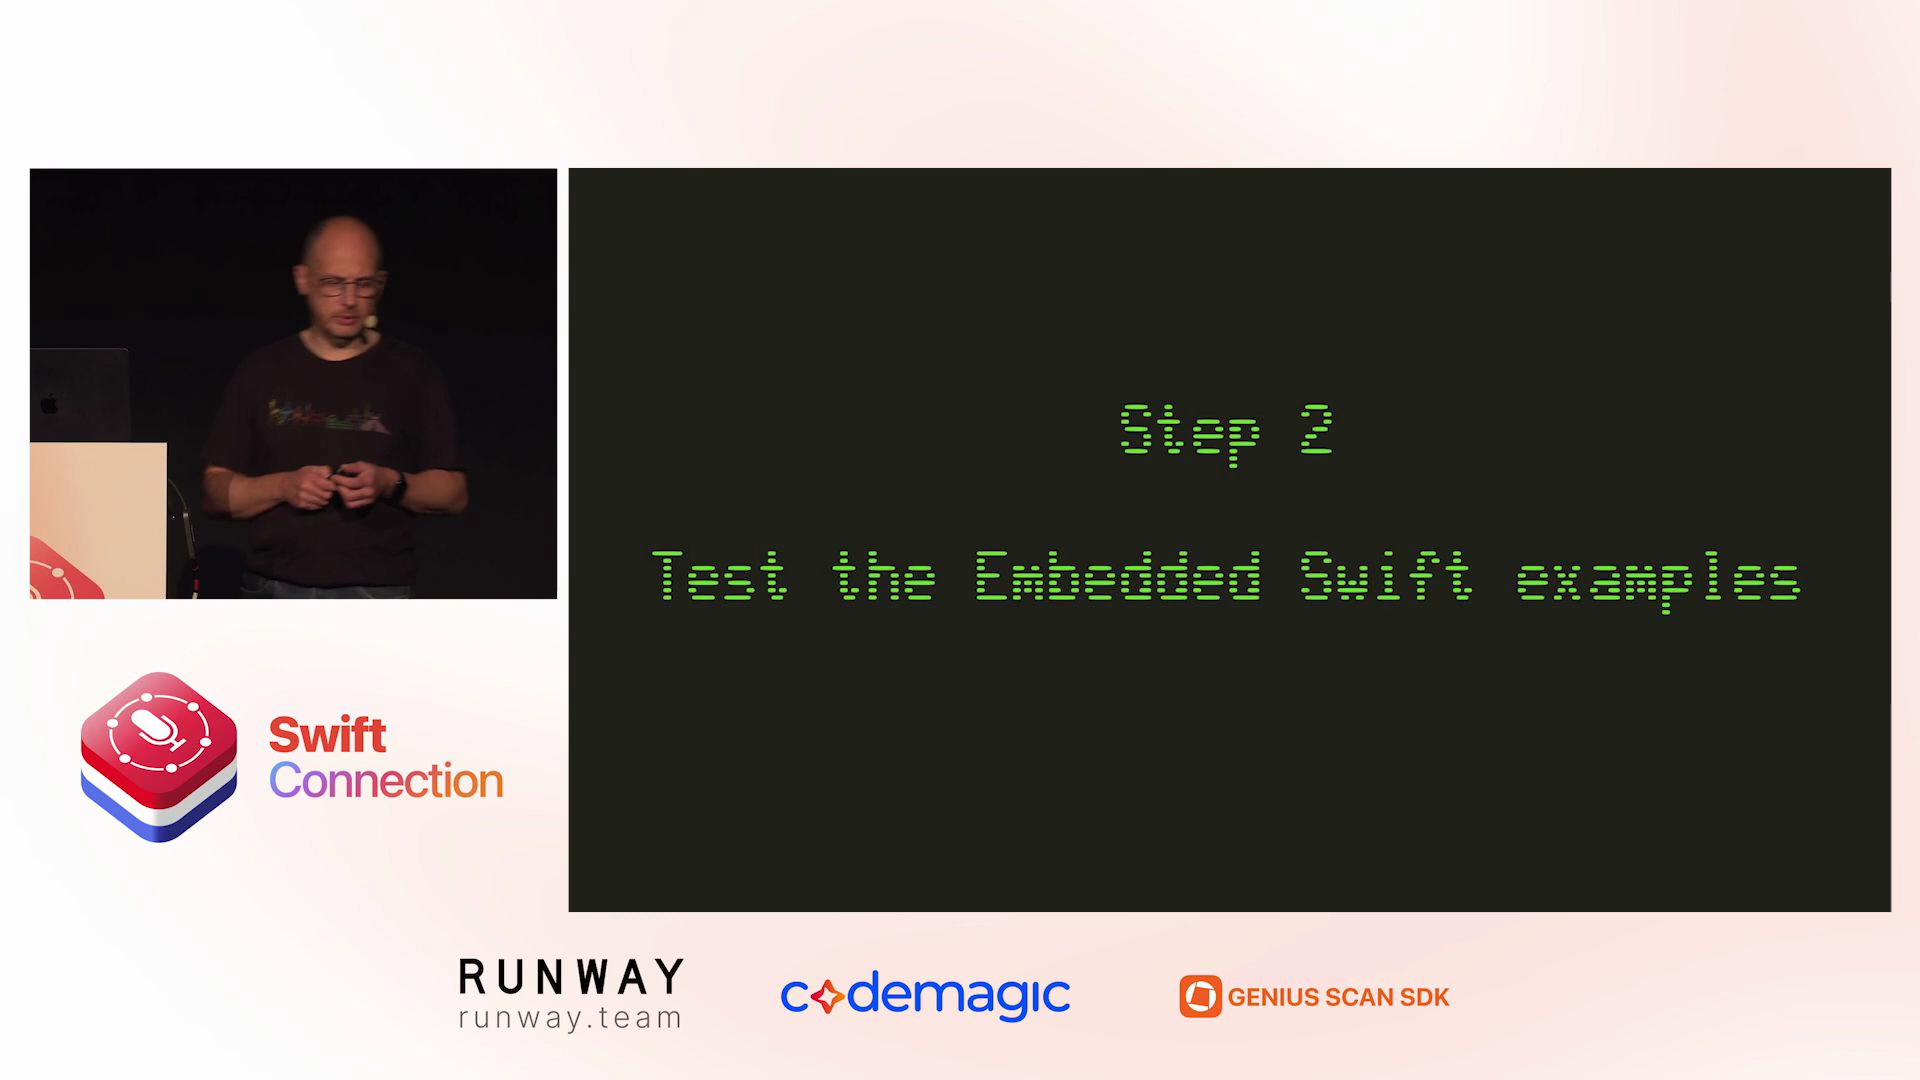 Step 2
Test the Embedded Swift examples
Swift
Connection
RUNWAY
runway.team
codemagic
GENIUS SCAN SDK